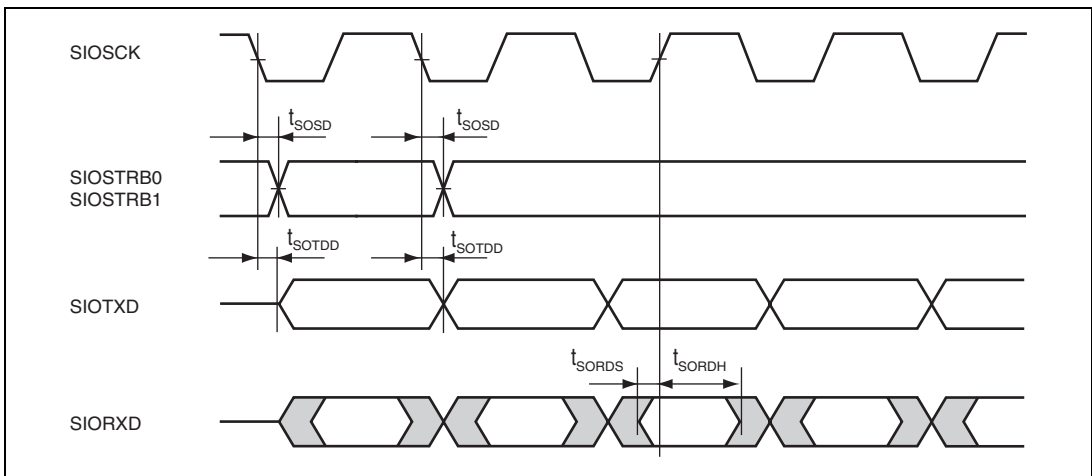 SIOSCK
tSOSD tSOSD
SIOSTRB0
SIOSTRB1
tSOTDD tSOTDD
SIOTXD
tSORDS tSORDH
SIORXD